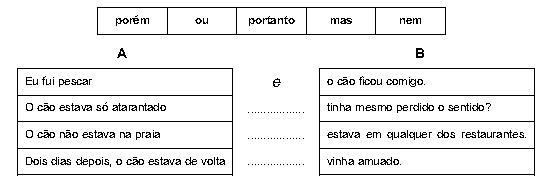 porém ou portanto mas nem
A B
Eu fui pescar e o cão ficou comigo.
O cão estava só atarantado .................. tinha mesmo perdido o sentido?
O cão não estava na praia .................. estava em qualquer dos restaurantes.
Dois dias depois, o cão estava de volta .................. vinha amuado.